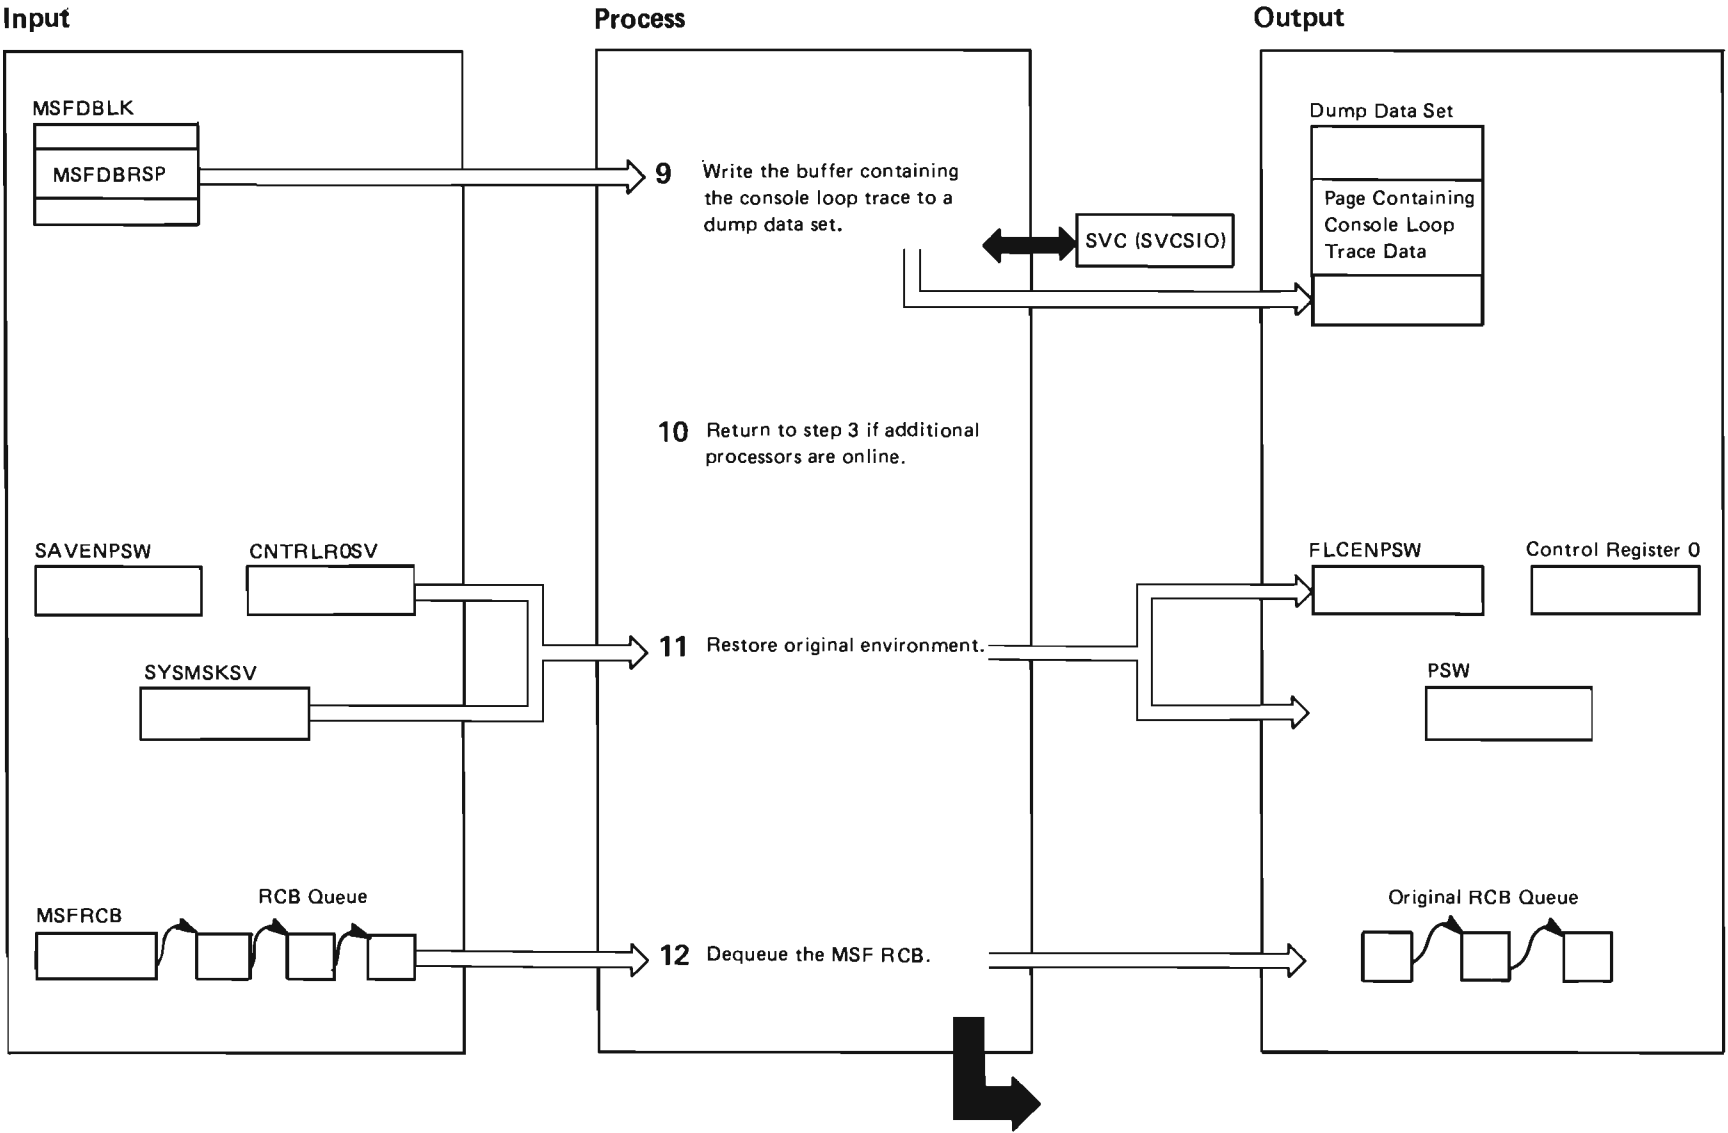 Input
Process
Output
MSFDBLK
MSFDBRSP
9 Write the buffer containing
the console loop trace to a
dump data set.
SVC (SVCSIO)
Dump Data Set
Page Containing
Console Loop
Trace Data
10 Return to step 3 if additional
processors are online.
SAVENPSW
CNTRLR0SV
SYSMSKSV
11 Restore original environment.
FLCENPSW
Control Register 0
PSW
MSFRCB
RCB Queue
12 Dequeue the MSF RCB.
Original RCB Queue